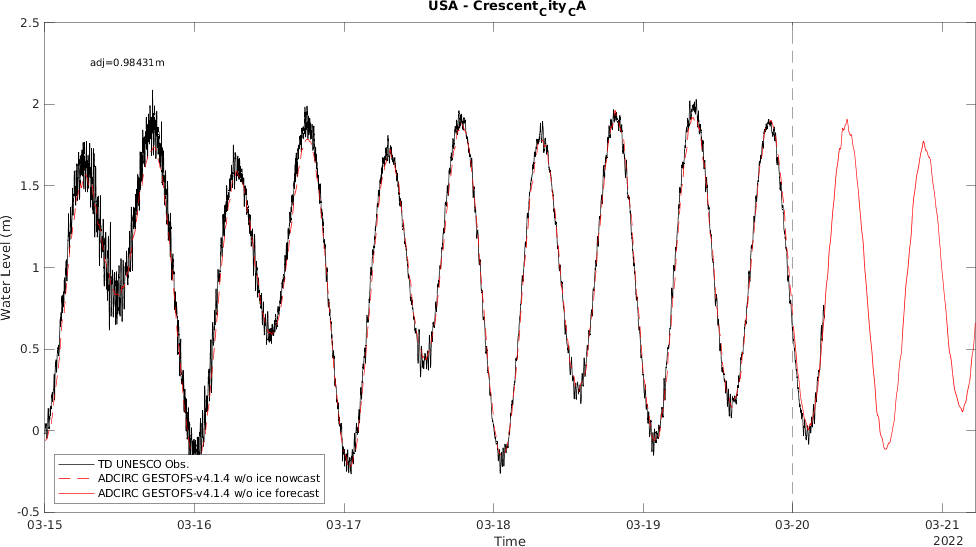 USA - CrescentCityCA
2.5
adj=0.98431m
2
1.5
Water Level (m)
1
0.5
0
TD UNESCO Obs.
ADCIRC GESTOFS-v4.1.4 w/o ice nowcast
ADCIRC GESTOFS-v4.1.4 w/o ice forecast
-0.5
03-15 03-16 03-17 03-18 03-19 03-20 03-21
Time 2022